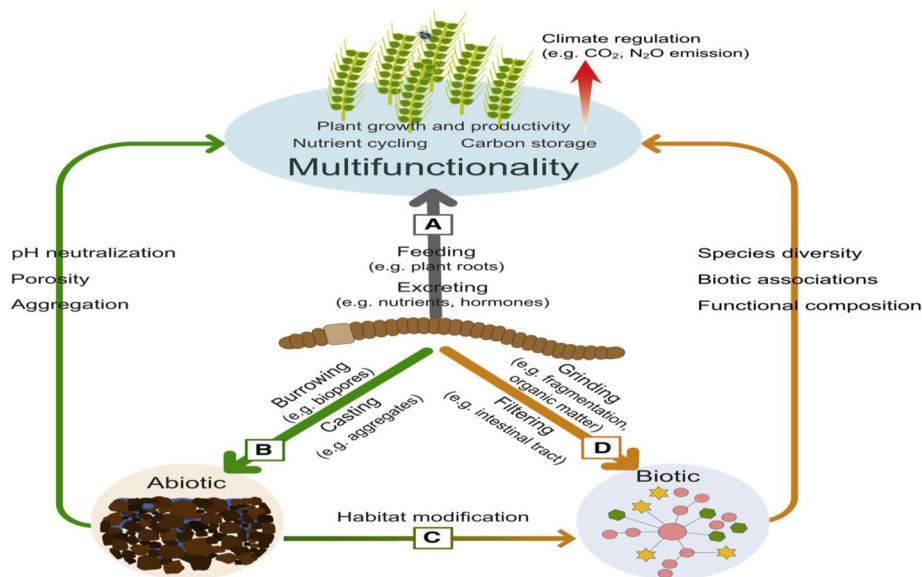 Climate regulation
(e.g. CO₂, N₂O emission)
Plant growth and productivity
Nutrient cycling
Carbon storage
Multifunctionality
A
Feeding
(e.g. plant roots)
Excreting
(e.g. nutrients, hormones)
pH neutralization
Porosity
Aggregation
Species diversity
Biotic associations
Functional composition
Burrowing
(e.g. biopores)
Casting
(e.g. aggregates)
B
Grinding
(e.g. fragmentation,
organic matter)
Filtering
(e.g. intestinal tract)
D
Abiotic
Biotic
Habitat modification
C